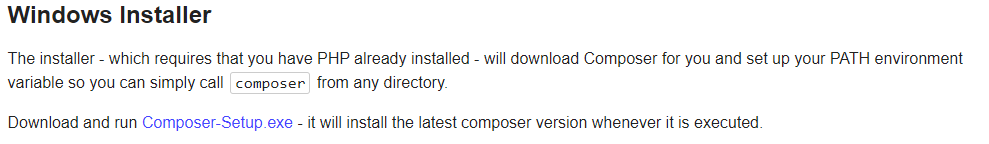 Windows Installer
The installer - which requires that you have PHP already installed - will download Composer for you and set up your PATH environment
variable so you can simply call composer from any directory.
Download and run Composer-Setup.exe - it will install the latest composer version whenever it is executed.